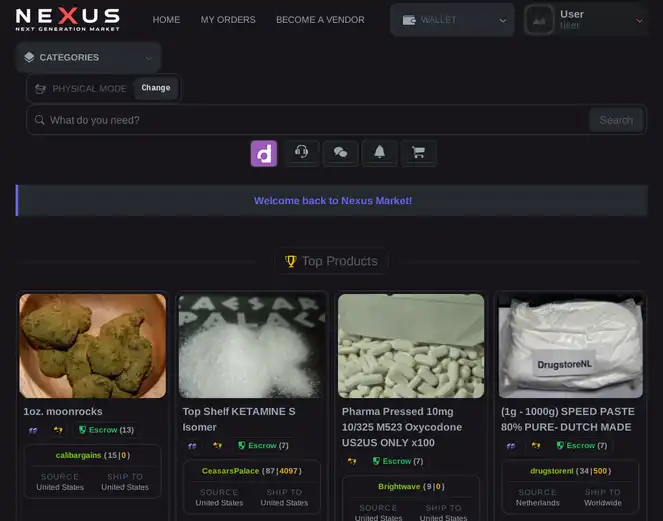 NEXUS
NEXT GENERATION MARKET
HOME
MY ORDERS
BECOME A VENDOR
WALLET
User
CATEGORIES
PHYSICAL MODE
Change
What do you need?
Search
Welcome back to Nexus Market!
Top Products
CAESARS
PALACE
DrugstoreNL
1oz. moonrocks
Escrow (13)
calibargains (15|0)
SOURCE
SHIP TO
United States
United States
Top Shelf KETAMINE S
Isomer
Escrow (7)
CeasarsPalace (87|4097)
SOURCE
SHIP TO
United States
United States
Pharma Pressed 10mg
10/325 M523 Oxycodone
US2US ONLY x100
Escrow (7)
Brightwave (9|0)
SOURCE
SHIP TO
United States
United States
(1g - 1000g) SPEED PASTE
80% PURE- DUTCH MADE
Escrow (7)
drugstorenl (34|500)
SOURCE
SHIP TO
Netherlands
Worldwide